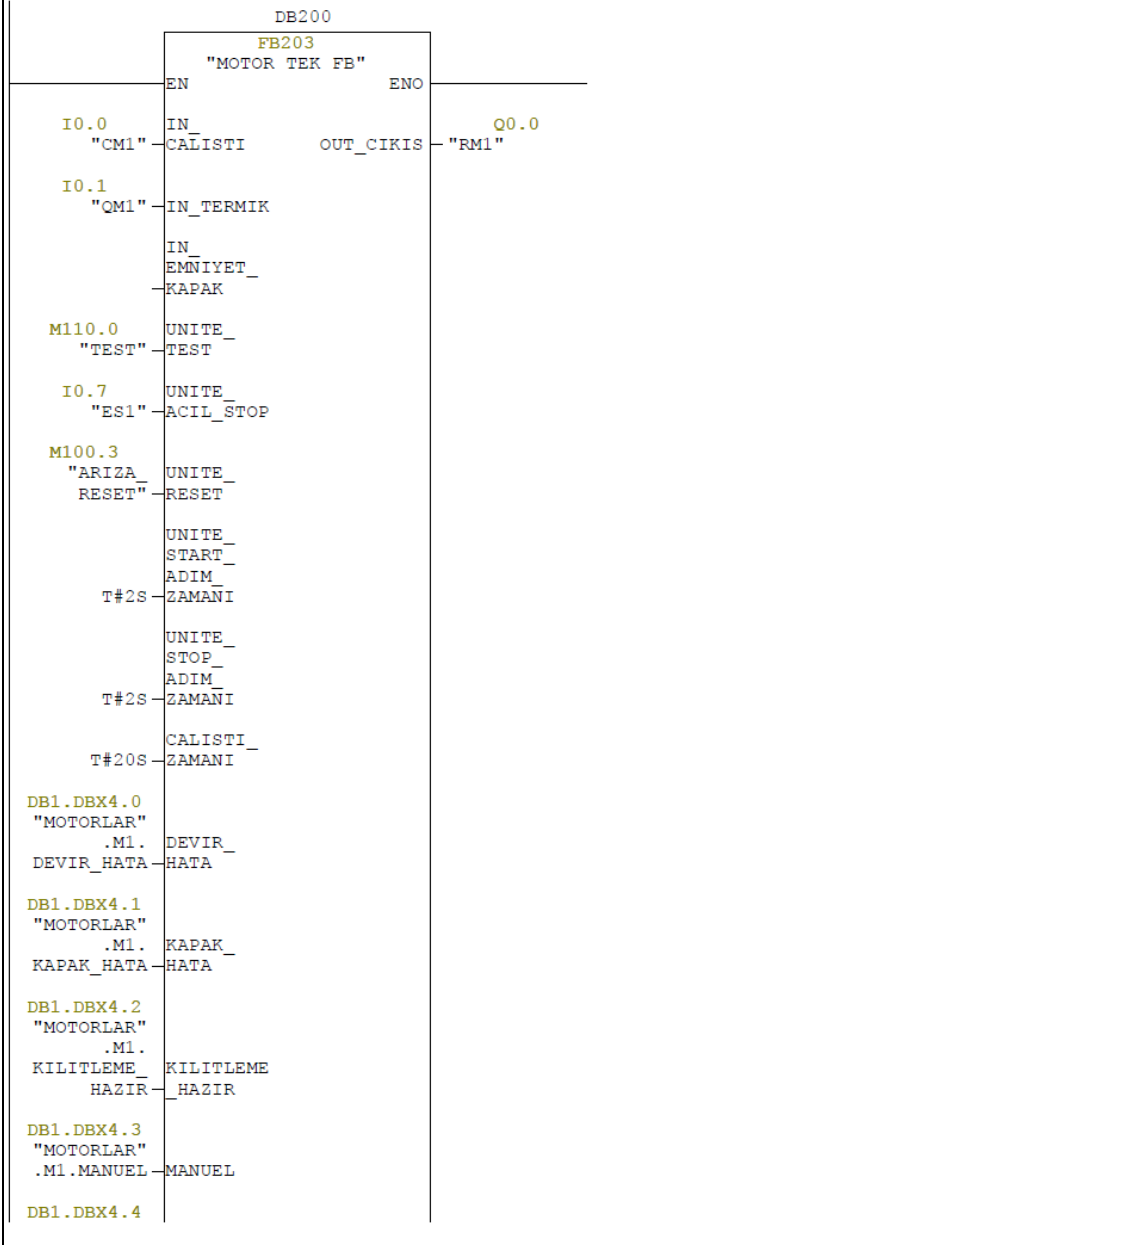 DB200
FB203
"MOTOR TEK FB"
EN ENO
I0.0 IN_ Q0.0
"CM1" CALISTI OUT_CIKIS "RM1"
I0.1
"QM1" IN_TERMIK
IN_
EMNIYET_
KAPAK
M110.0 UNITE_
"TEST" TEST
I0.7 UNITE_
"ES1" ACIL_STOP
M100.3
"ARIZA_ UNITE_
RESET" RESET
UNITE_
START_
ADIM_
T#2S ZAMANI
UNITE_
STOP_
ADIM_
T#2S ZAMANI
CALISTI_
T#20S ZAMANI
DB1.DBX4.0
"MOTORLAR"
.M1. DEVIR_
DEVIR_HATA HATA
DB1.DBX4.1
"MOTORLAR"
.M1. KAPAK_
KAPAK_HATA HATA
DB1.DBX4.2
"MOTORLAR"
.M1.
KILITLEME_ KILITLEME
HAZIR _HAZIR
DB1.DBX4.3
"MOTORLAR"
.M1.MANUEL MANUEL
DB1.DBX4.4